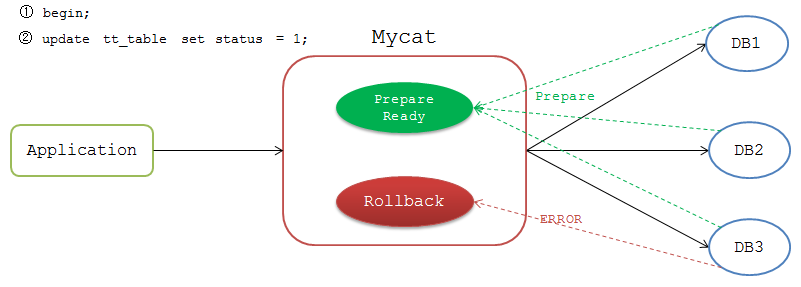 ① begin;
② update tt_table set status = 1;
Mycat
DB1
Prepare
Ready
Prepare
Application
DB2
Rollback
ERROR
DB3